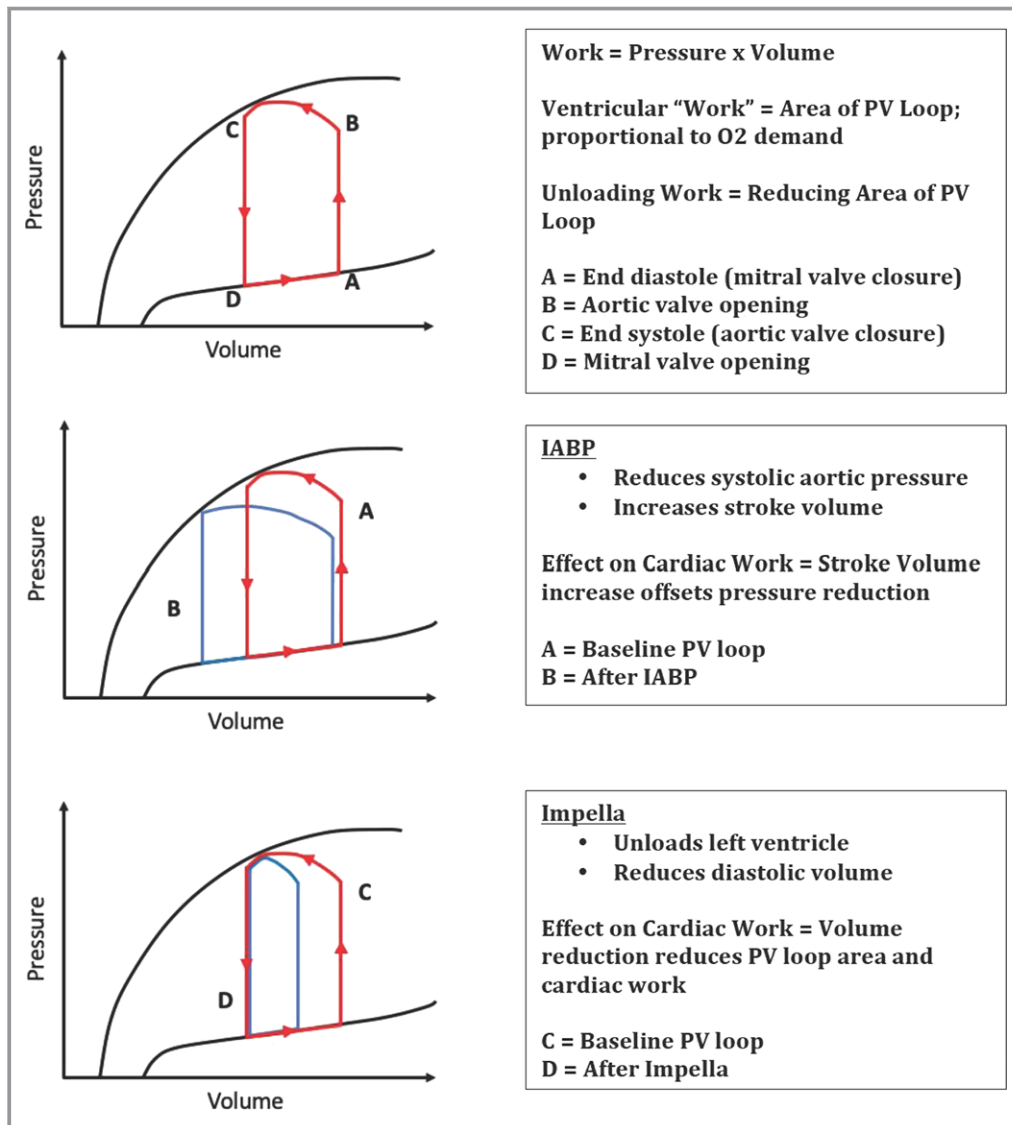 Pressure
C
B
D
A
Volume
Work = Pressure x Volume
Ventricular “Work” = Area of PV Loop;
proportional to O2 demand
Unloading Work = Reducing Area of PV
Loop
A = End diastole (mitral valve closure)
B = Aortic valve opening
C = End systole (aortic valve closure)
D = Mitral valve opening
Pressure
A
B
Volume
IABP
• Reduces systolic aortic pressure
• Increases stroke volume
Effect on Cardiac Work = Stroke Volume
increase offsets pressure reduction
A = Baseline PV loop
B = After IABP
Pressure
C
D
Volume
Impella
• Unloads left ventricle
• Reduces diastolic volume
Effect on Cardiac Work = Volume
reduction reduces PV loop area and
cardiac work
C = Baseline PV loop
D = After Impella